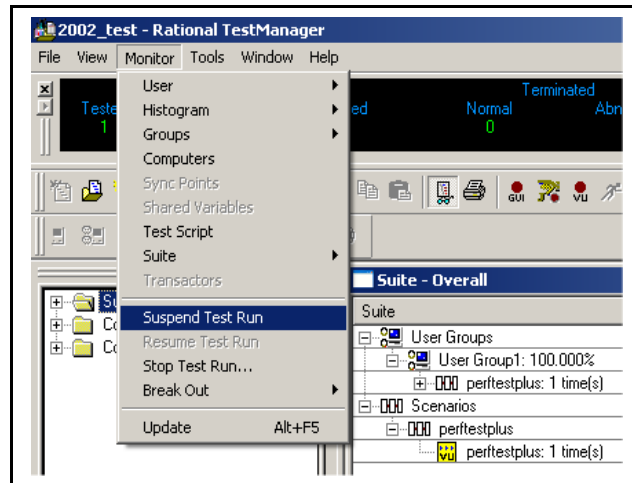 2002_test - Rational TestManager
File View Monitor Tools Window Help
User
Histogram
Groups
Computers
Sync Points
Shared Variables
Test Script
Suite
Transactors
Suspend Test Run
Resume Test Run
Stop Test Run...
Break Out
Update Alt+F5
Terminated
Normal
1
0
GUI
VU
Suite - Overall
Suite
User Groups
User Group1: 100.000%
perftestplus: 1 time(s)
Scenarios
perftestplus
VU perftestplus: 1 time(s)